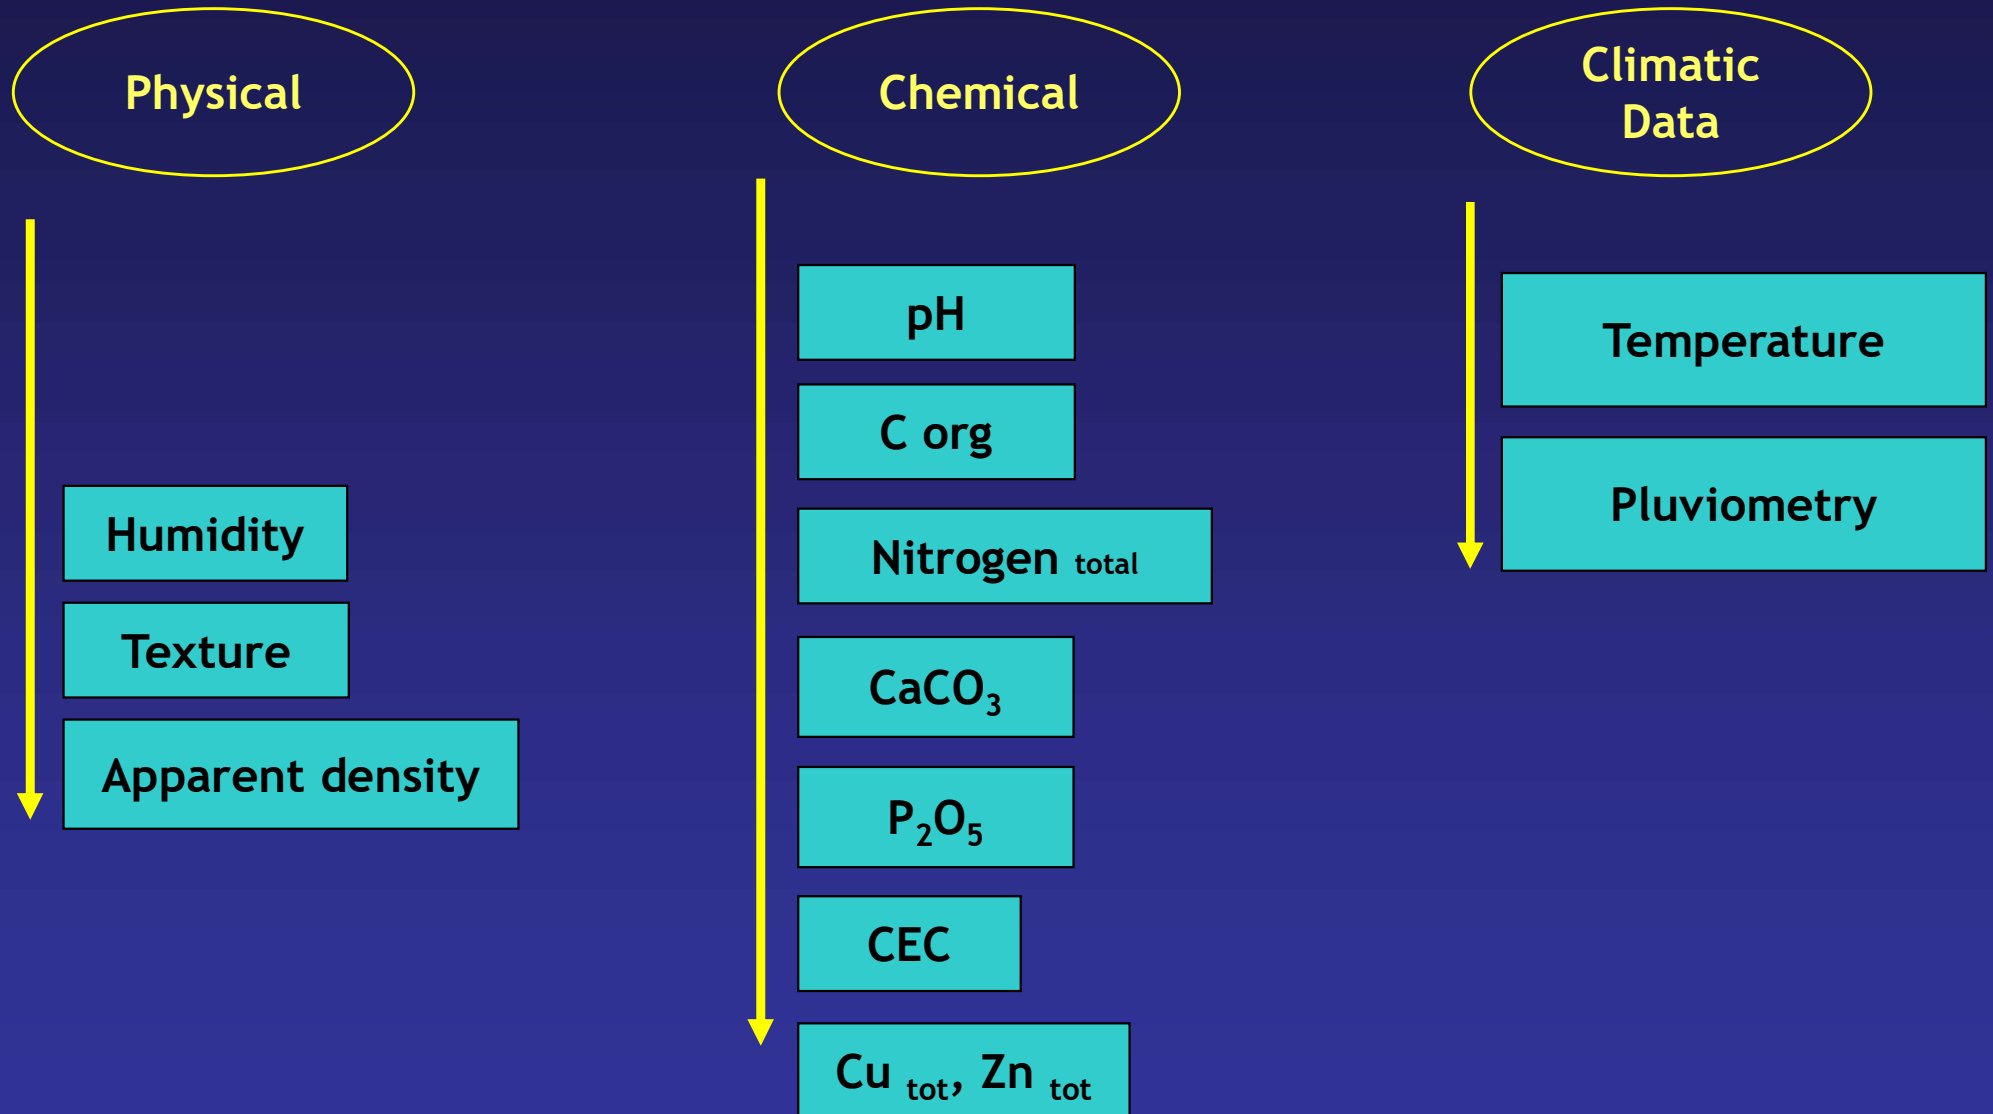 Physical
Humidity
Texture
Apparent density
Chemical
pH
C org
Nitrogen total
CaCO₃
P₂O₅
CEC
Cu tot, Zn tot
Climatic
Data
Temperature
Pluviometry